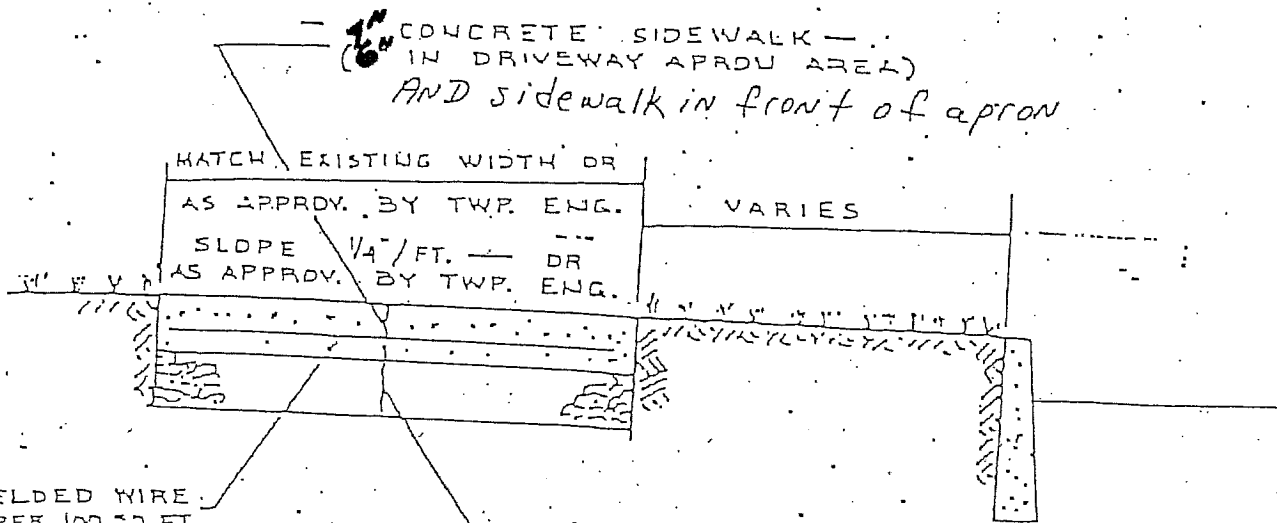 4" CONCRETE SIDEWALK —
(6" IN DRIVEWAY APRON AREA)
AND sidewalk in front of apron
MATCH EXISTING WIDTH OR
AS APPROV. BY TWP. ENG.
VARIES
SLOPE 1/4"/FT. — OR
AS APPROV. BY TWP. ENG.
ELDED WIRE
PER 100 SQ FT